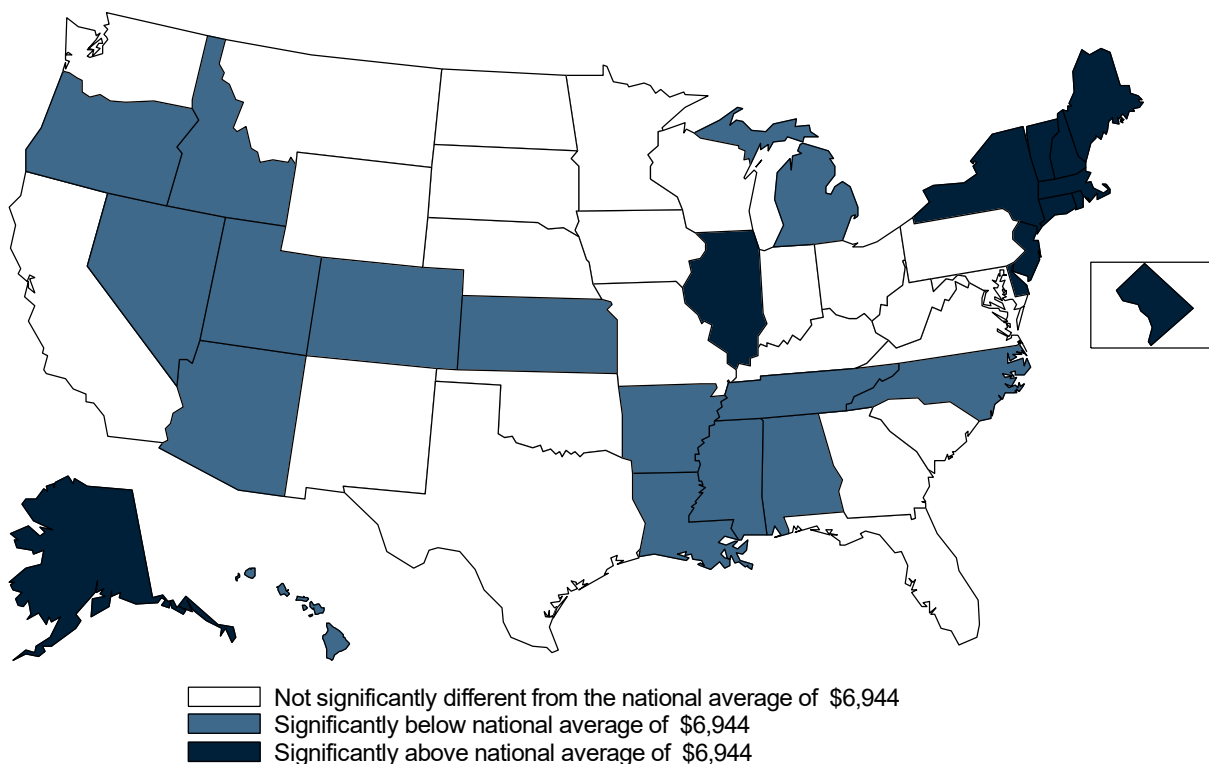 Not significantly different from the national average of $6,944
Significantly below national average of $6,944
Significantly above national average of $6,944